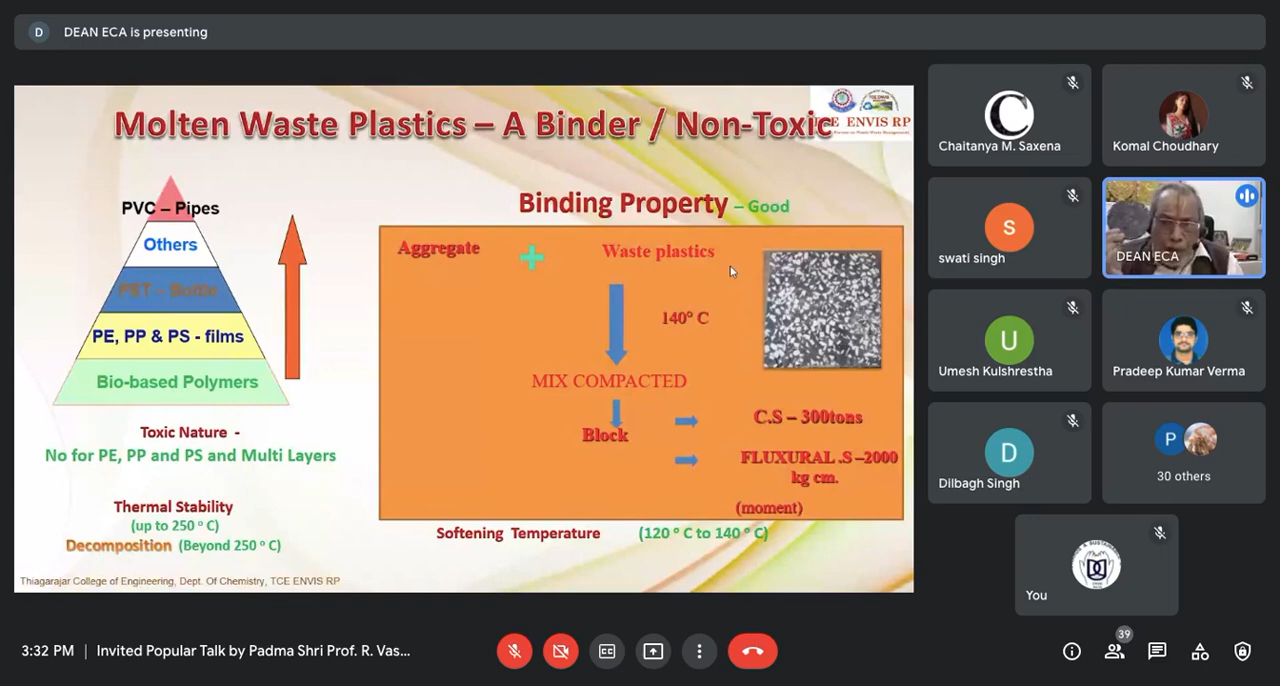 D
DEAN ECA is presenting
Molten Waste Plastics – A Binder / Non-Toxic
TCE ENVIS RP
PVC – Pipes
Others
PET – Bottle
PE, PP & PS - films
Bio-based Polymers
Toxic Nature -
No for PE, PP and PS and Multi Layers
Thermal Stability
(up to 250 ° C)
Decomposition (Beyond 250 ° C)
Binding Property – Good
Aggregate + Waste plastics
140° C
MIX COMPACTED
Block
C.S – 300tons
FLUXURAL .S –2000
kg cm.
(moment)
Softening Temperature (120 ° C to 140 ° C)
Thiagarajar College of Engineering, Dept. Of Chemistry, TCE ENVIS RP
C
Chaitanya M. Saxena
Komal Choudhary
S
swati singh
DEAN ECA
U
Umesh Kulshrestha
Pradeep Kumar Verma
D
Dilbagh Singh
P
30 others
You
3:32 PM | Invited Popular Talk by Padma Shri Prof. R. Vas...
CC
39